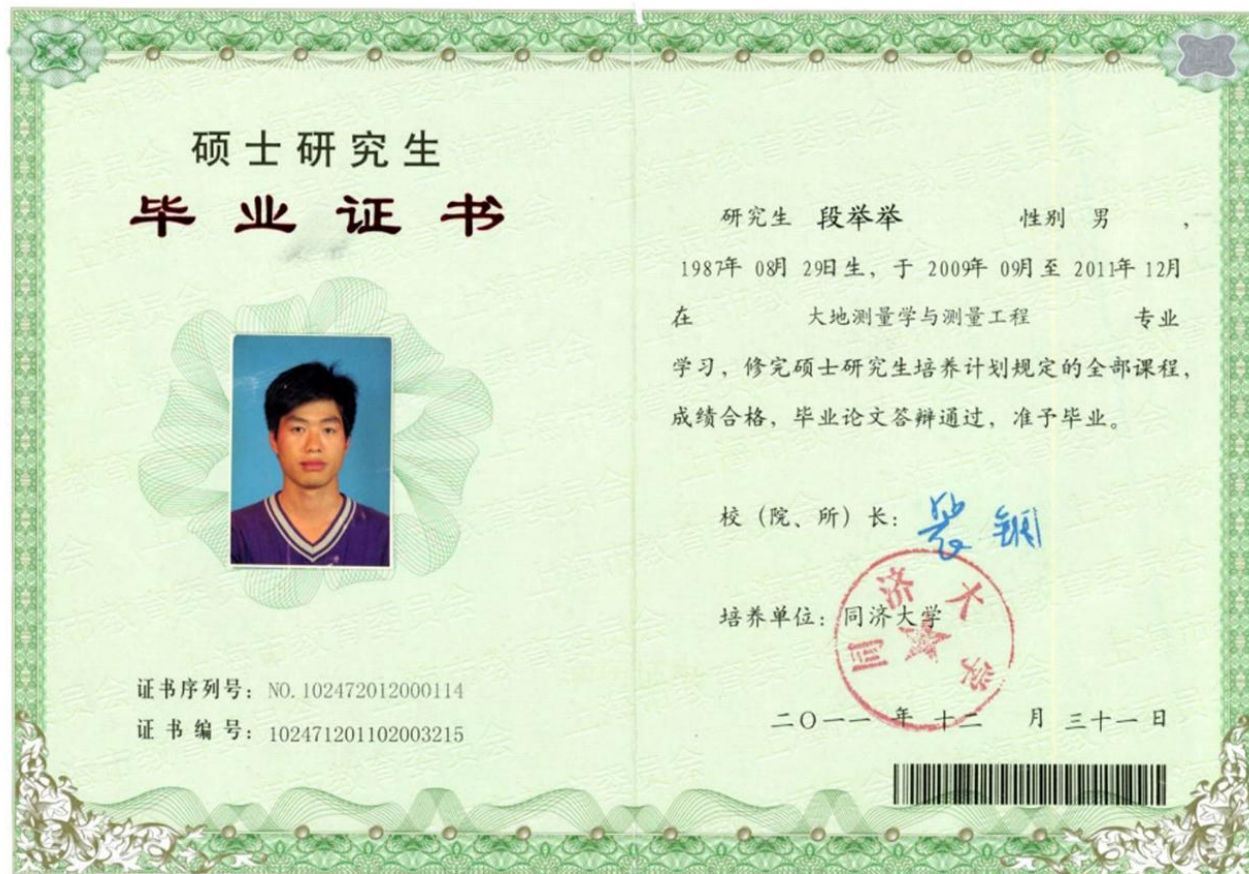 硕士研究生
毕业证书
证书序列号：NO.102472012000114
证书编号：102471201102003215
研究生 段举举 性别 男 ，
1987年 08月 29日生，于 2009年 09月至 2011年 12月
在 大地测量学与测量工程 专业
学习，修完硕士研究生培养计划规定的全部课程，
成绩合格，毕业论文答辩通过，准予毕业。
校（院、所）长：裴钢
同济大学
培养单位：同济大学
二〇一一 年 十二 月 三十一 日